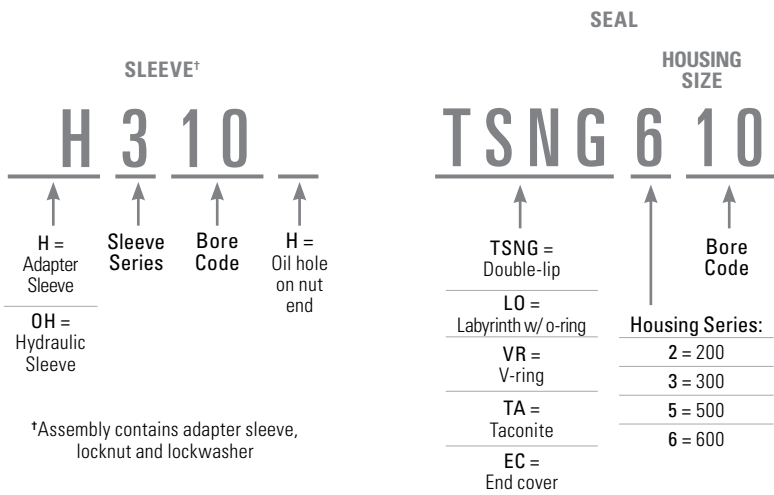 SLEEVE†
H 3 10
H =
Adapter
Sleeve
OH =
Hydraulic
Sleeve
Sleeve
Series
Bore
Code
H =
Oil hole
on nut
end
†Assembly contains adapter sleeve,
locknut and lockwasher
SEAL
HOUSING
SIZE
TSNG 6 10
TSNG =
Double-lip
LO =
Labyrinth w/ o-ring
VR =
V-ring
TA =
Taconite
EC =
End cover
Bore
Code
Housing Series:
2 = 200
3 = 300
5 = 500
6 = 600